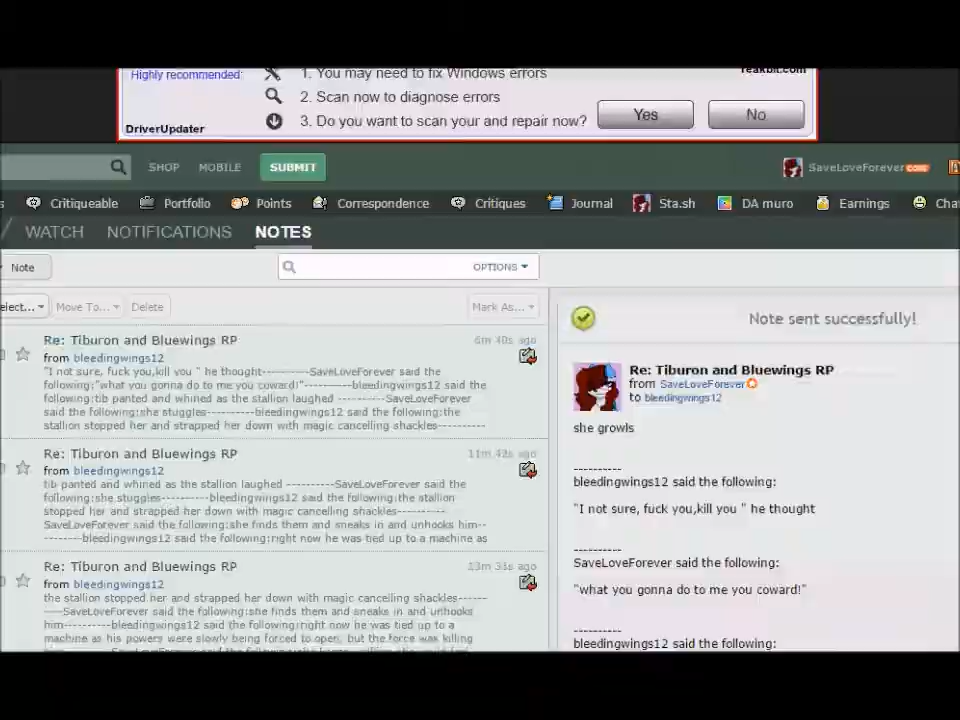 Highly recommended:
1. You may need to fix Windows errors
reakbit.com
2. Scan now to diagnose errors
3. Do you want to scan your and repair now?
Yes
No
DriverUpdater
SHOP
MOBILE
SUBMIT
SaveLoveForever
Critiqueable
Portfolio
Points
Correspondence
Critiques
Journal
Sta.sh
DA muro
Earnings
Cha
WATCH
NOTIFICATIONS
NOTES
Note
OPTIONS
elect...
Move To...
Delete
Mark As...
Note sent successfully!
Re: Tiburon and Bluewings RP
6m 40s ago
from bleedingwings12
"I not sure, fuck you,kill you " he thought----------SaveLoveForever said the
following:"what you gonna do to me you coward!"----------bleedingwings12 said the
following:tib panted and whined as the stallion laughed ----------SaveLoveForever
said the following:she stuggles----------bleedingwings12 said the following:the
stallion stopped her and strapped her down with magic cancelling shackles----------
Re: Tiburon and Bluewings RP
11m 42s ago
from bleedingwings12
tib panted and whined as the stallion laughed ----------SaveLoveForever said the
following:she stuggles----------bleedingwings12 said the following:the stallion
stopped her and strapped her down with magic cancelling shackles----------
SaveLoveForever said the following:she finds them and sneaks in and unhooks him--
--------bleedingwings12 said the following:right now he was tied up to a machine as
Re: Tiburon and Bluewings RP
13m 31s ago
from bleedingwings12
the stallion stopped her and strapped her down with magic cancelling shackles------
----SaveLoveForever said the following:she finds them and sneaks in and unhooks
him----------bleedingwings12 said the following:right now he was tied up to a
machine as his powers were slowly being forced to open, but the force was killing
Re: Tiburon and Bluewings RP
from SaveLoveForever
to bleedingwings12
she growls
----------
bleedingwings12 said the following:
"I not sure, fuck you,kill you " he thought
----------
SaveLoveForever said the following:
"what you gonna do to me you coward!"
----------
bleedingwings12 said the following: